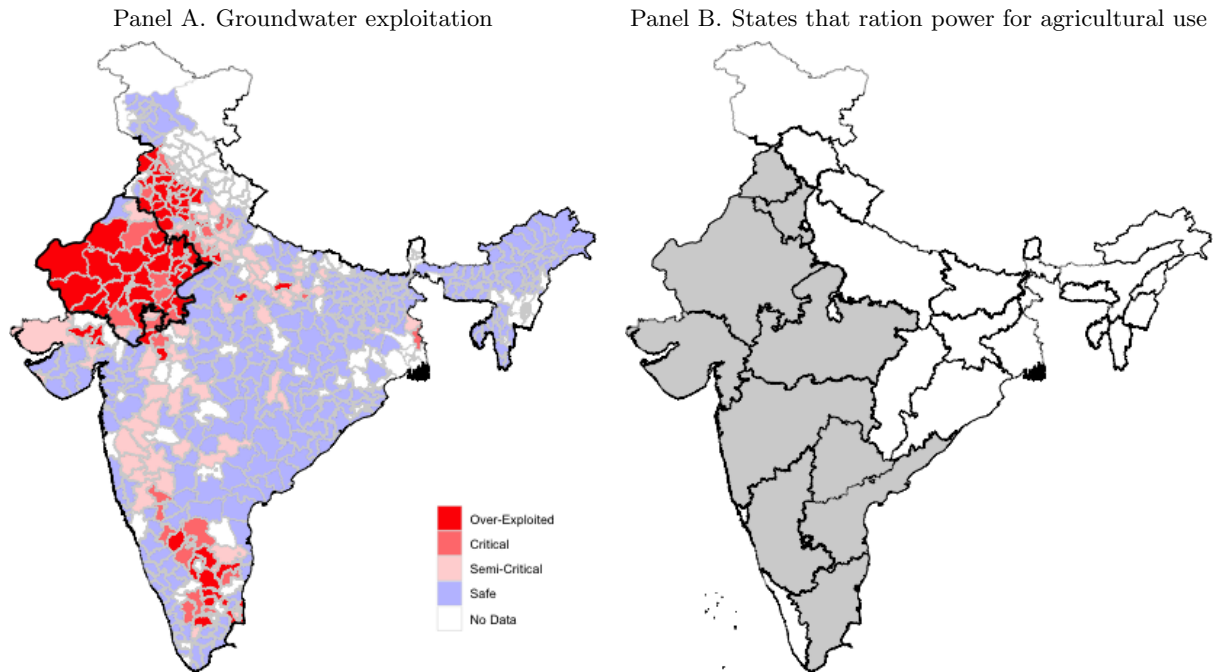 Panel A. Groundwater exploitation
Panel B. States that ration power for agricultural use
Over-Exploited
Critical
Semi-Critical
Safe
No Data